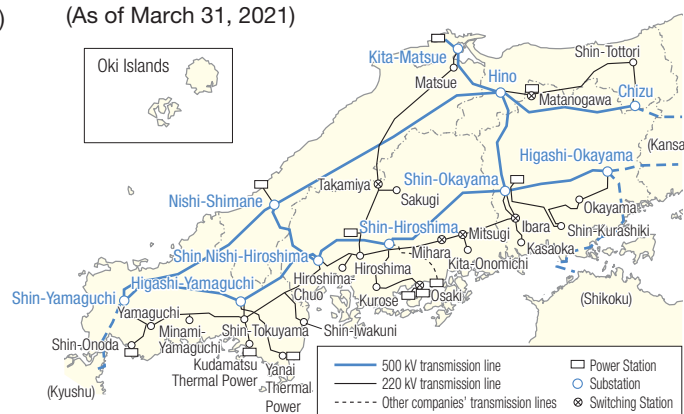 )
(As of March 31, 2021)
Oki Islands
Kita-Matsue
Matsue
Hino
Shin-Tottori
Matanogawa
Chizu
(Kansa
Higashi-Okayama
Shin-Okayama
Takamiya
Sakugi
Nishi-Shimane
Okayama
Shin-Hiroshima
Ibara
Shin-Kurashiki
Mitsugi
Kasaoka
Shin-Nishi-Hiroshima
Mihara
Kita-Onomichi
Higashi-Yamaguchi
Hiroshima-
Chuo
Hiroshima
Shin-Yamaguchi
Kurose
Osaki
(Shikoku)
Yamaguchi
Minami-
Yamaguchi
Shin-Tokuyama
Shin-Iwakuni
Shin-Onoda
Kudamatsu
Thermal Power
Yanai
Thermal
Power
(Kyushu)
500 kV transmission line
220 kV transmission line
Other companies' transmission lines
Power Station
Substation
Switching Station